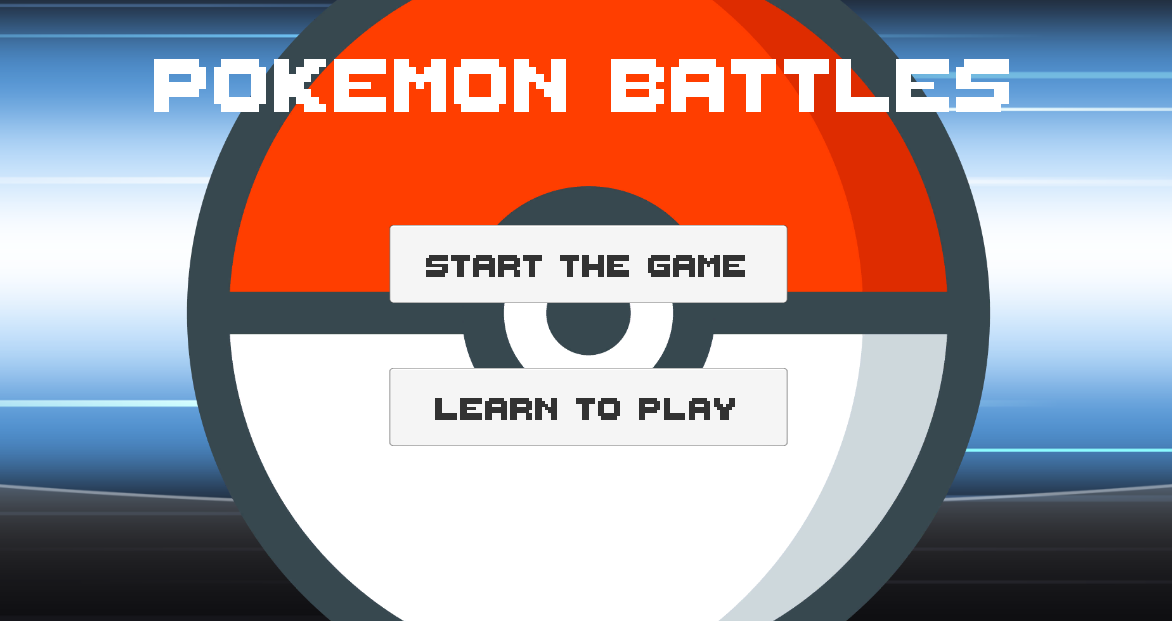 POKEMON BATTLES
START THE GAME
LEARN TO PLAY